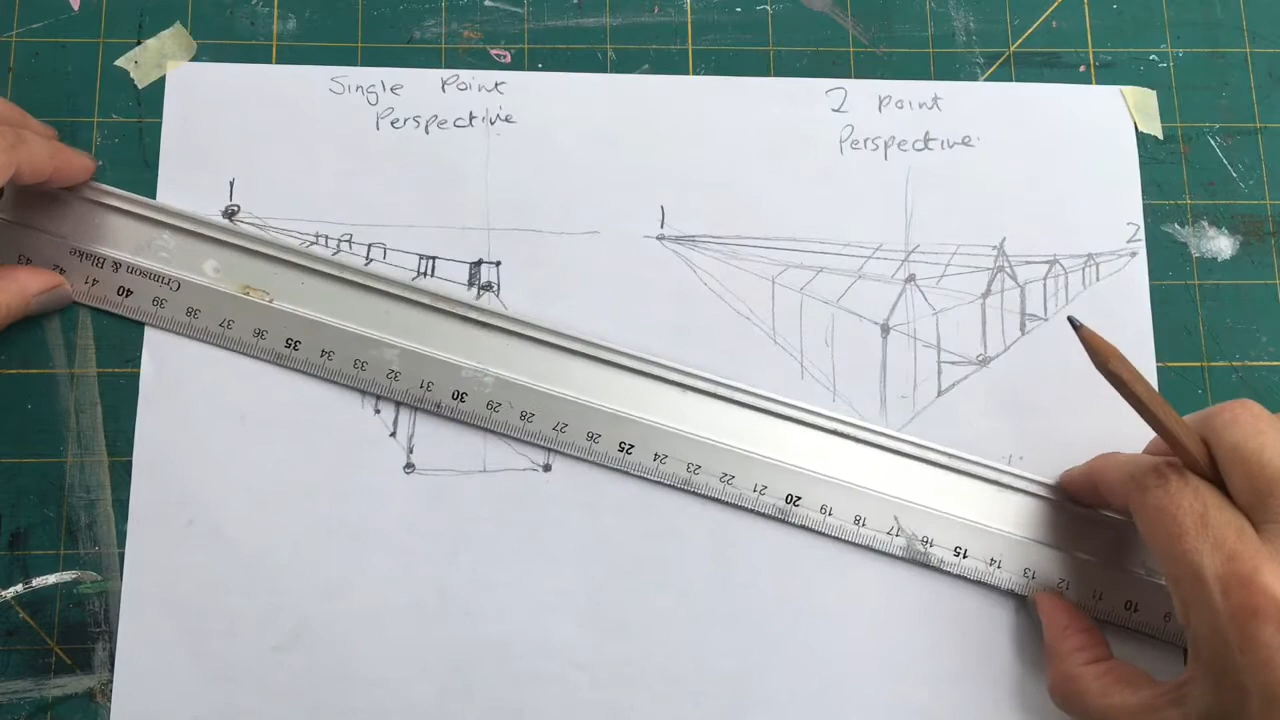 Single Point
Perspective
2 point
Perspective.
1
1
2
Crimson & Blake
43 42 41 40 39 38 37 36 35 34 33 32 31 30 29 28 27 26 25 24 23 22 21 20 19 18 17 16 15 14 13 12 11 10 9